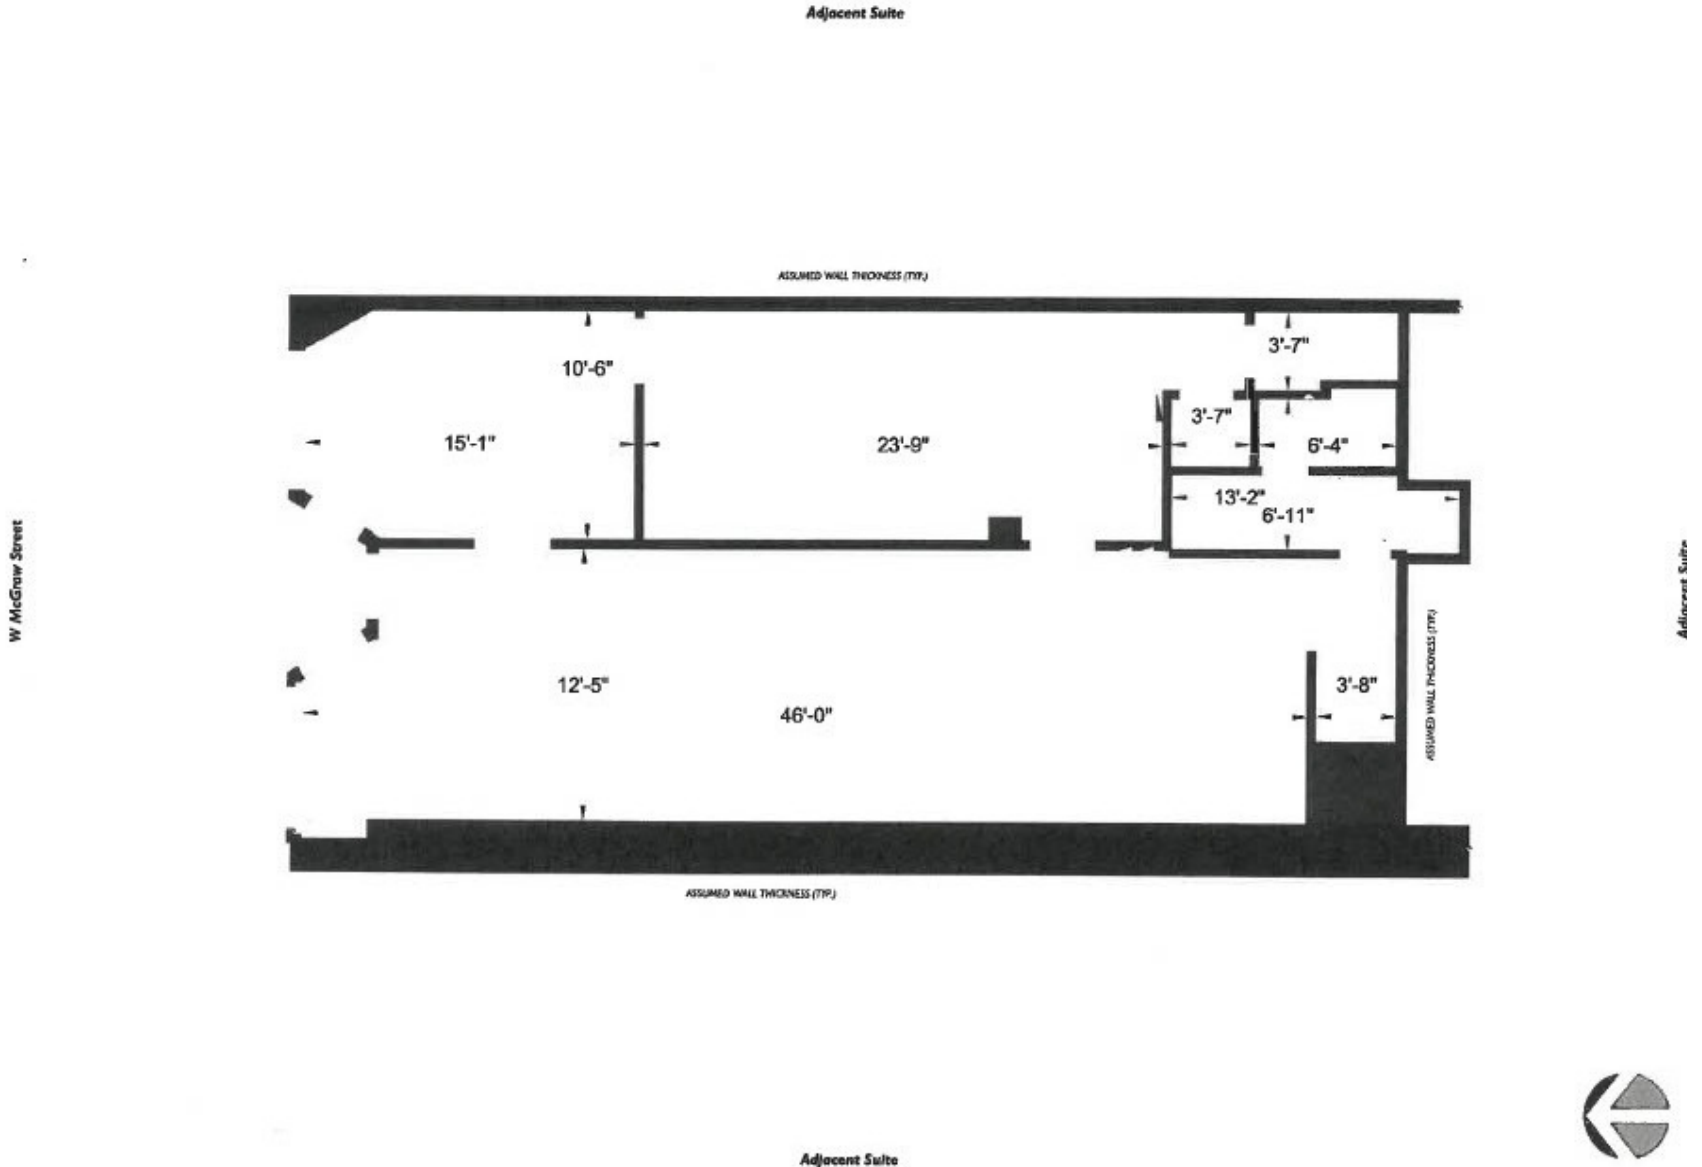 Adjacent Suite
ASSUMED WALL THICKNESS (TYP.)
3'-7"
10'-6"
3'-7"
15'-1"
23'-9"
6'-4"
13'-2"
6'-11"
W McGraw Street
Adjacent Suite
ASSUMED WALL THICKNESS (TYP.)
12'-5"
3'-8"
46'-0"
ASSUMED WALL THICKNESS (TYP.)
Adjacent Suite